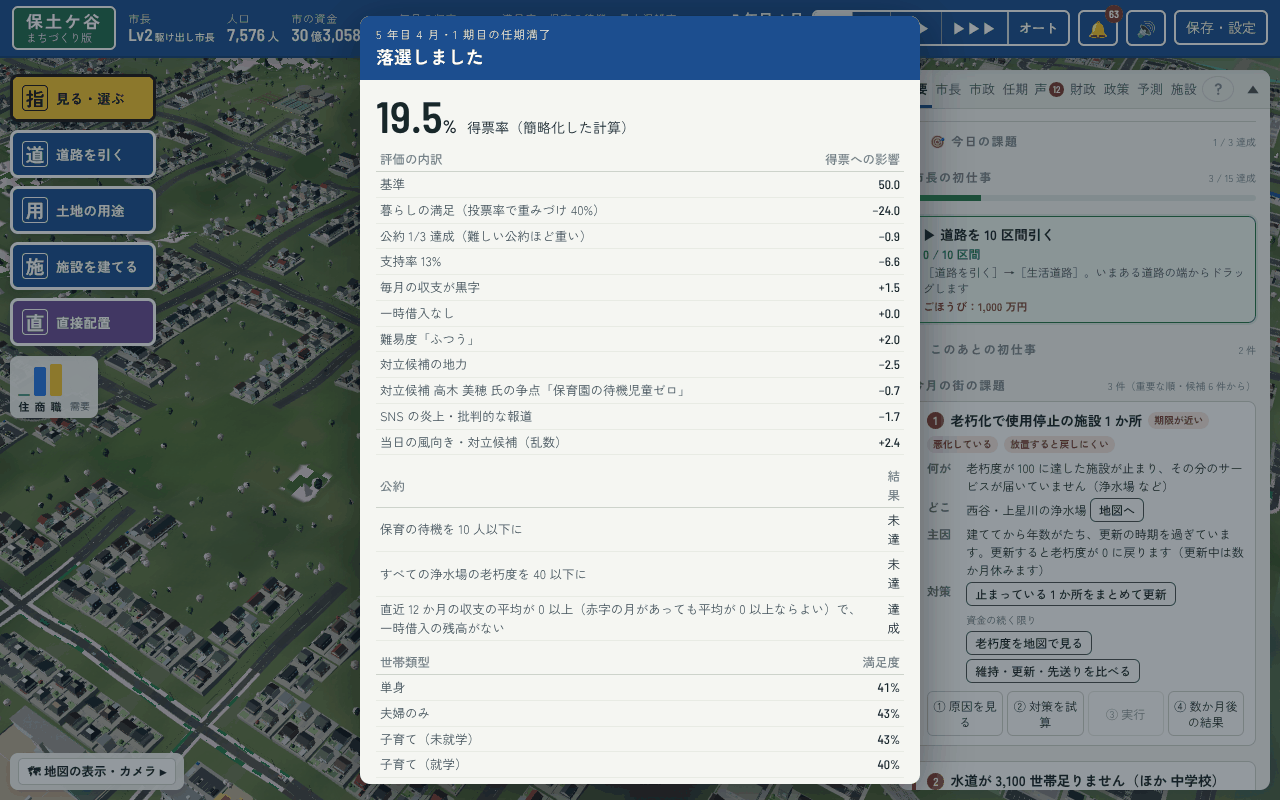 保土ケ谷
まちづくり版
市長
Lv2 駆け出し市長
人口
7,576 人
市の資金
30 億 3,058
▶▶▶
オート
🔔
63
🔊
保存・設定
指 見る・選ぶ
道 道路を引く
用 土地の用途
施 施設を建てる
直 直接配置
住 商 職 需要
🗺 地図の表示・カメラ ▸
5 年目 4 月・1 期目の任期満了
落選しました
19.5% 得票率（簡略化した計算）
評価の内訳 得票への影響
基準 50.0
暮らしの満足（投票率で重みづけ 40%） −24.0
公約 1/3 達成（難しい公約ほど重い） −0.9
支持率 13% −6.6
毎月の収支が黒字 +1.5
一時借入なし +0.0
難易度「ふつう」 +2.0
対立候補の地力 −2.5
対立候補 高木 美穂 氏の争点「保育園の待機児童ゼロ」 −0.7
SNS の炎上・批判的な報道 −1.7
当日の風向き・対立候補（乱数） +2.4
公約 結果
保育の待機を 10 人以下に 未達
すべての浄水場の老朽度を 40 以下に 未達
直近 12 か月の収支の平均が 0 以上（赤字の月があっても平均が 0 以上ならよい）で、
一時借入の残高がない 達成
世帯類型 満足度
単身 41%
夫婦のみ 43%
子育て（未就学） 43%
子育て（就学） 40%
市長 市政 任期 声 12 財政 政策 予測 施設 ? ▲
🎯 今日の課題 1 / 3 達成
長の初仕事 3 / 15 達成
▶ 道路を 10 区間引く
0 / 10 区間
［道路を引く］→［生活道路］。いまある道路の端からドラッ
グします
ごほうび：1,000 万円
このあとの初仕事 2 件
月の街の課題 3 件（重要な順・候補 6 件から）
1 老朽化で使用停止の施設 1 か所 期限が近い
悪化している 放置すると戻しにくい
何が 老朽度が 100 に達した施設が止まり、その分のサー
ビスが届いていません（浄水場 など）
どこ 西谷・上星川の浄水場 地図へ
主因 建ててから年数がたち、更新の時期を過ぎていま
す。更新すると老朽度が 0 に戻ります（更新中は数
か月休みます）
対策 止まっている 1 か所をまとめて更新
資金の続く限り
老朽度を地図で見る
維持・更新・先送りを比べる
① 原因を見る
② 対策を試算
③ 実行
④ 数か月後の結果
2 水道が 3,100 世帯足りません（ほか 中学校）